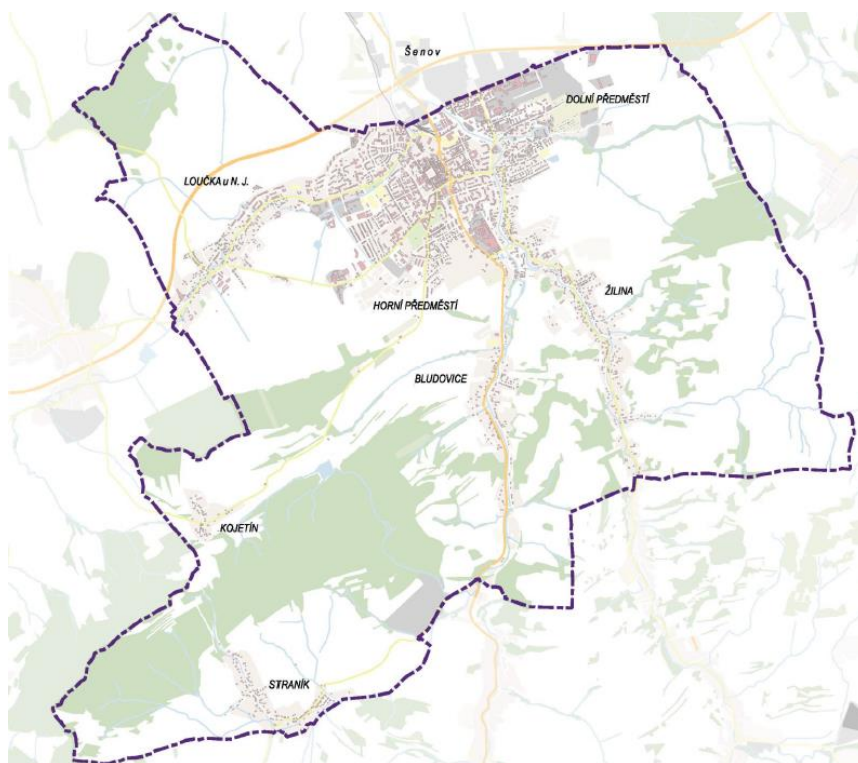 Šenov
DOLNÍ PŘEDMĚSTÍ
LOUČKA u N. J.
ŽILINA
HORNÍ PŘEDMĚSTÍ
BLUDOVICE
KOJETÍN
STRANÍK